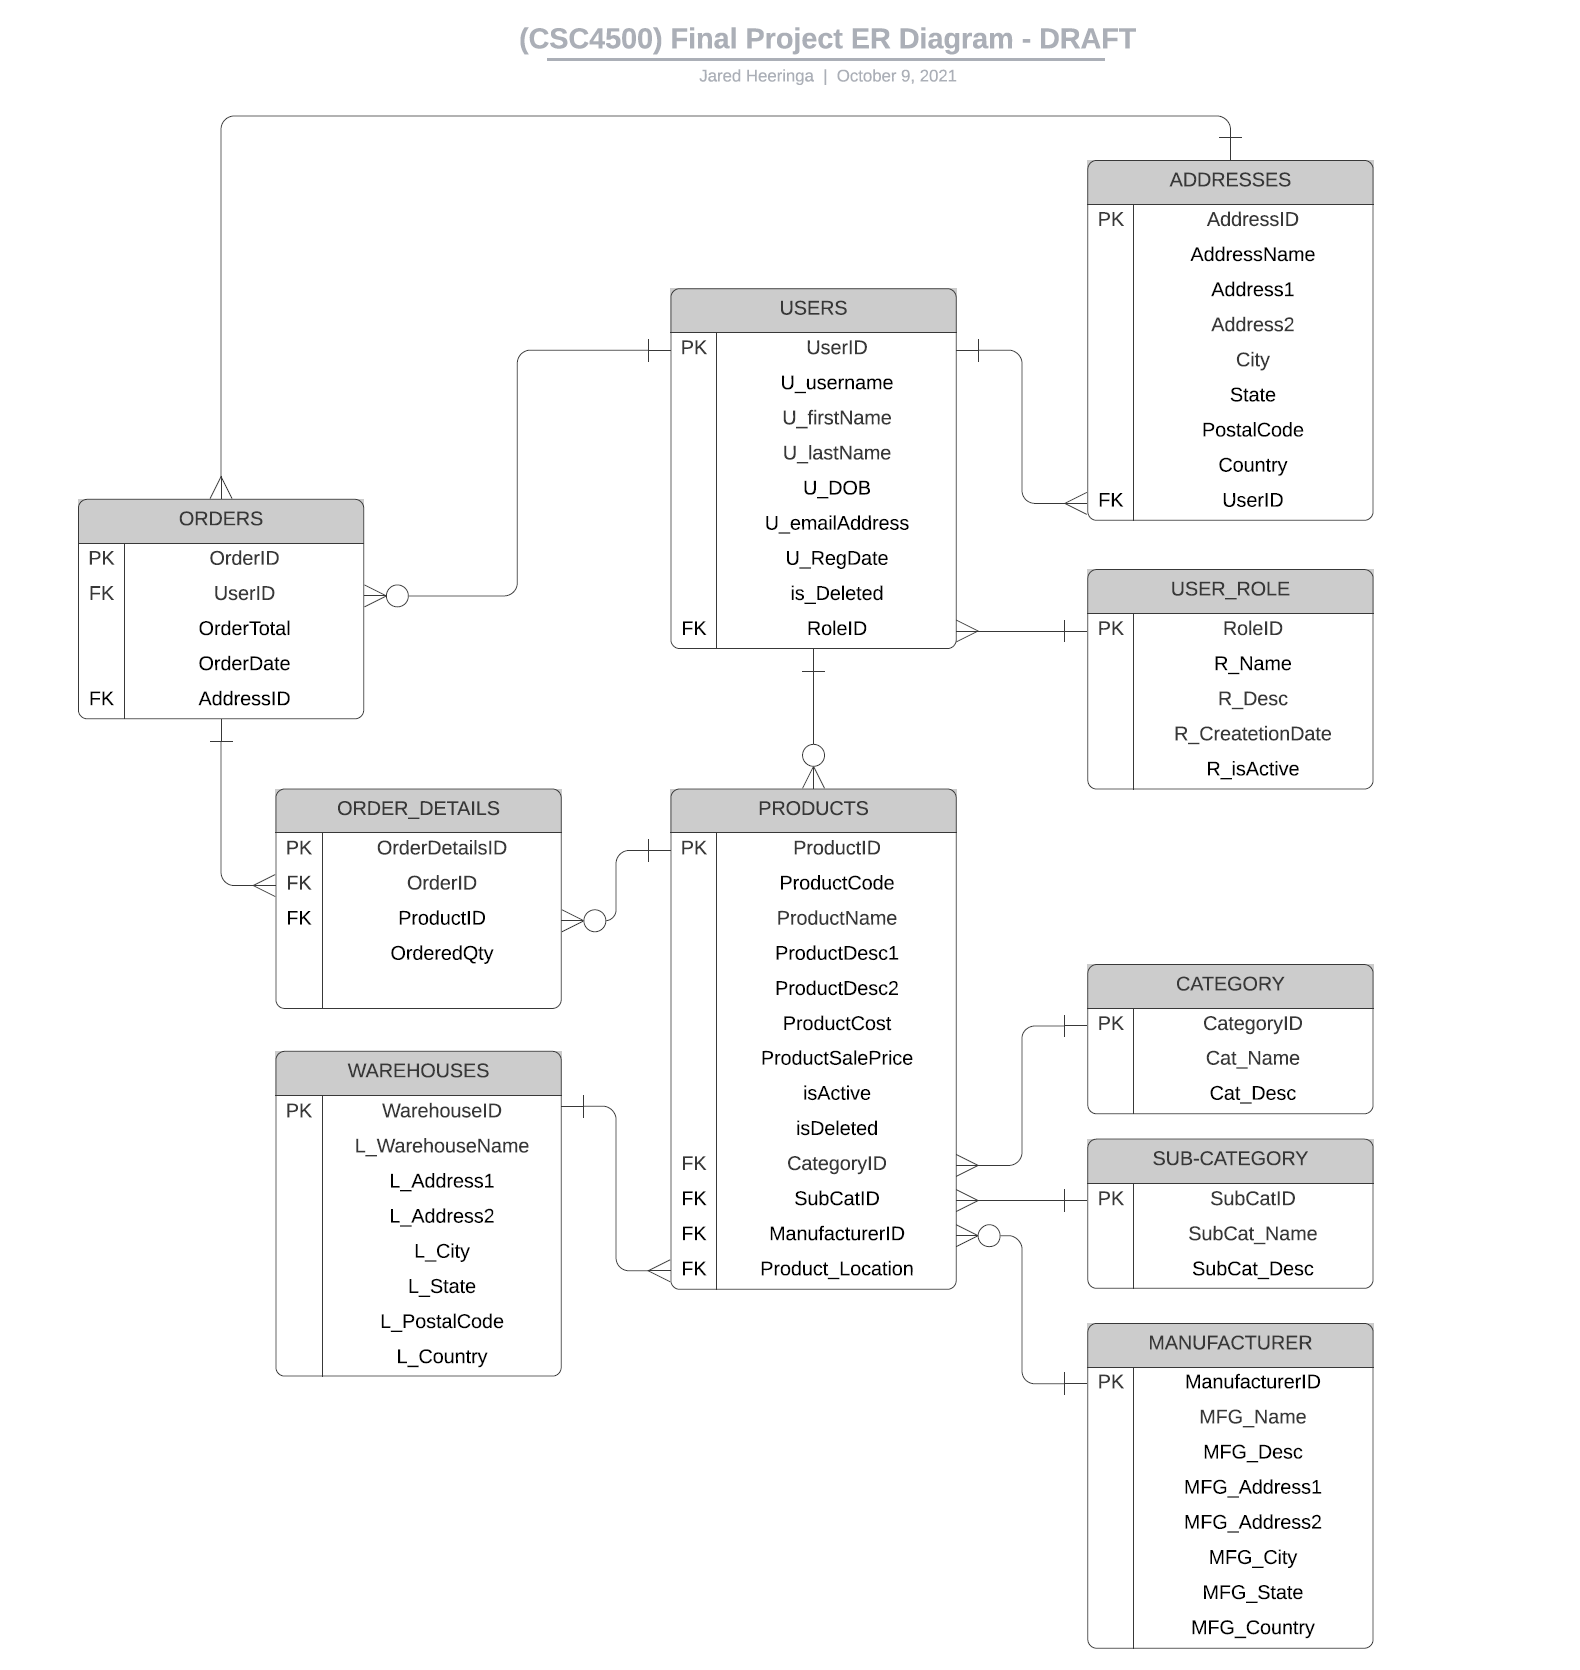 (CSC4500) Final Project ER Diagram - DRAFT
Jared Heeringa | October 9, 2021
ADDRESSES
PK AddressID
AddressName
Address1
Address2
City
State
PostalCode
Country
FK UserID
USERS
PK UserID
U_username
U_firstName
U_lastName
U_DOB
U_emailAddress
U_RegDate
is_Deleted
FK RoleID
ORDERS
PK OrderID
FK UserID
OrderTotal
OrderDate
FK AddressID
USER_ROLE
PK RoleID
R_Name
R_Desc
R_CreatetionDate
R_isActive
ORDER_DETAILS
PK OrderDetailsID
FK OrderID
FK ProductID
OrderedQty
PRODUCTS
PK ProductID
ProductCode
ProductName
ProductDesc1
ProductDesc2
ProductCost
ProductSalePrice
isActive
isDeleted
FK CategoryID
FK SubCatID
FK ManufacturerID
FK Product_Location
WAREHOUSES
PK WarehouseID
L_WarehouseName
L_Address1
L_Address2
L_City
L_State
L_PostalCode
L_Country
CATEGORY
PK CategoryID
Cat_Name
Cat_Desc
SUB-CATEGORY
PK SubCatID
SubCat_Name
SubCat_Desc
MANUFACTURER
PK ManufacturerID
MFG_Name
MFG_Desc
MFG_Address1
MFG_Address2
MFG_City
MFG_State
MFG_Country